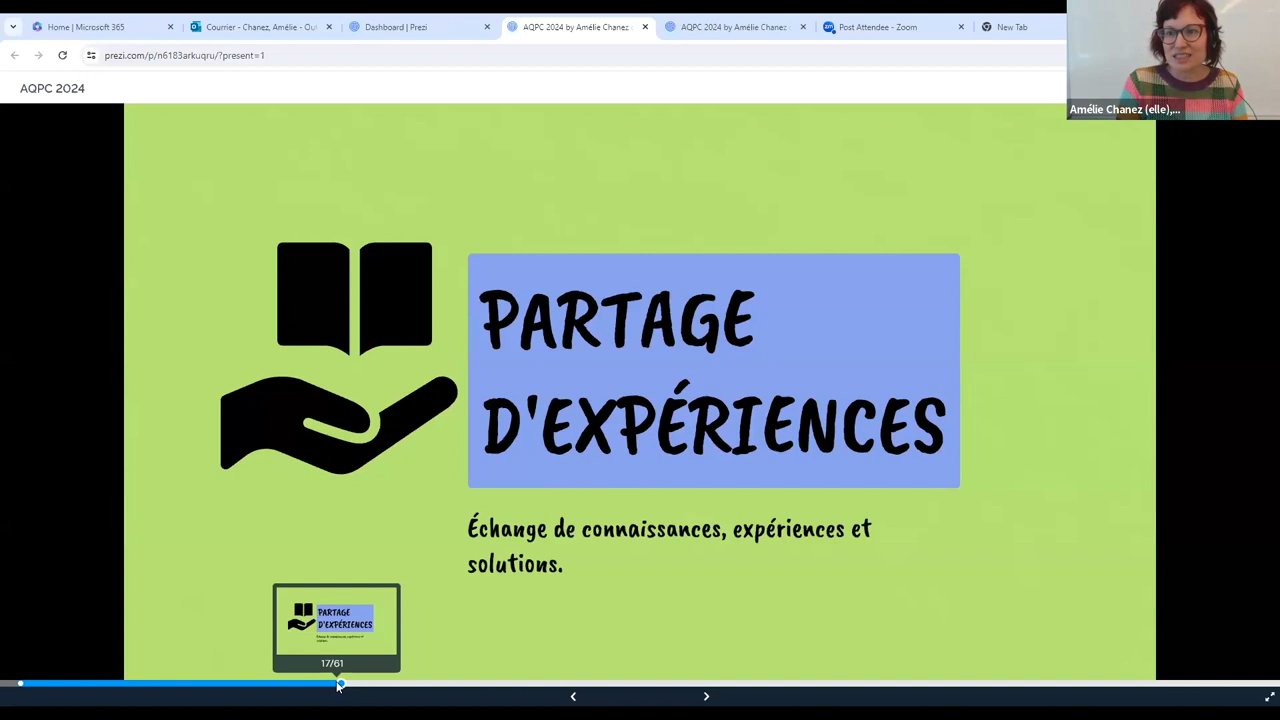 Home | Microsoft 365
Courrier - Chanez, Amélie - Out
Dashboard | Prezi
AQPC 2024 by Amélie Chanez
AQPC 2024 by Amélie Chanez
Post Attendee - Zoom
New Tab
prezi.com/p/n6183arkuqru/?present=1
AQPC 2024
Amélie Chanez (elle),...
PARTAGE
D'EXPÉRIENCES
Échange de connaissances, expériences et
solutions.
PARTAGE
D'EXPÉRIENCES
17/61